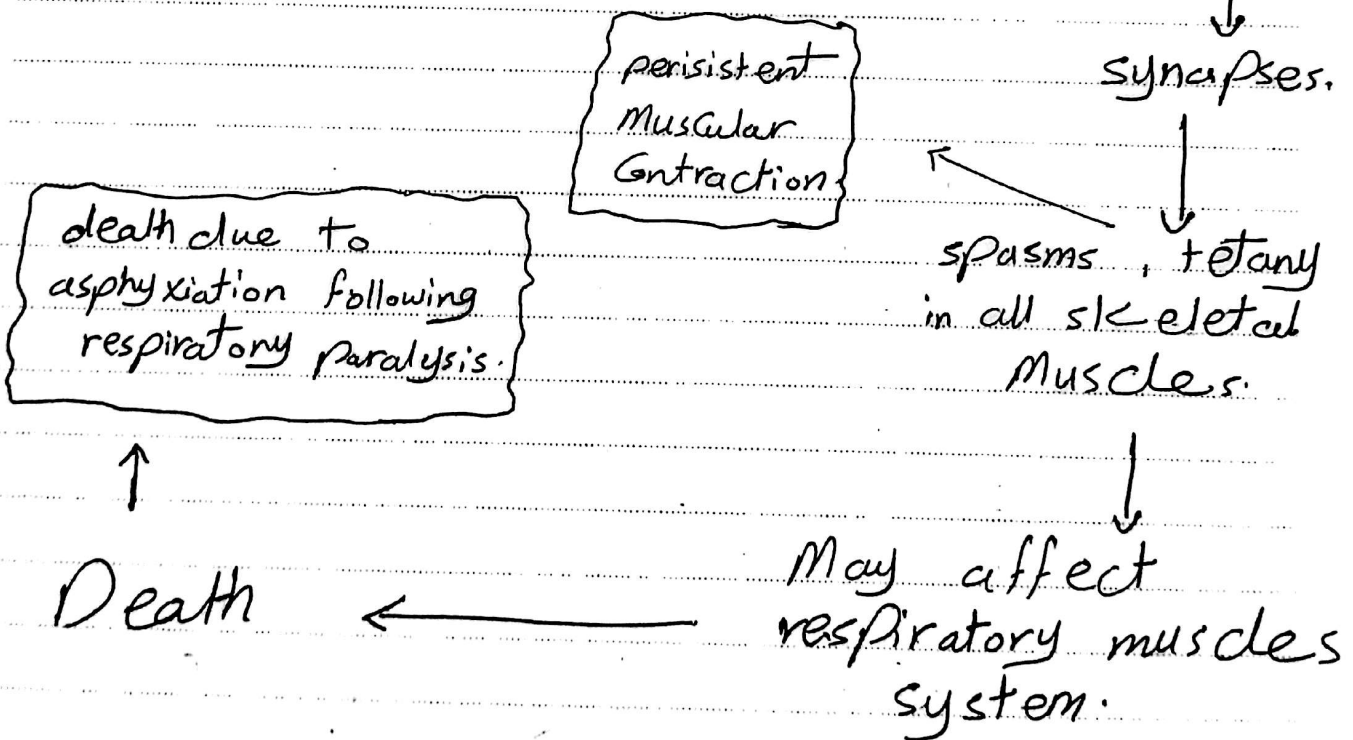 synapses.
perisistent
Muscular
Contraction
spasms, tetany
in all skeletal
Muscles.
death due to
asphyxiation following
respiratory paralysis.
May affect
respiratory muscles
system.
Death